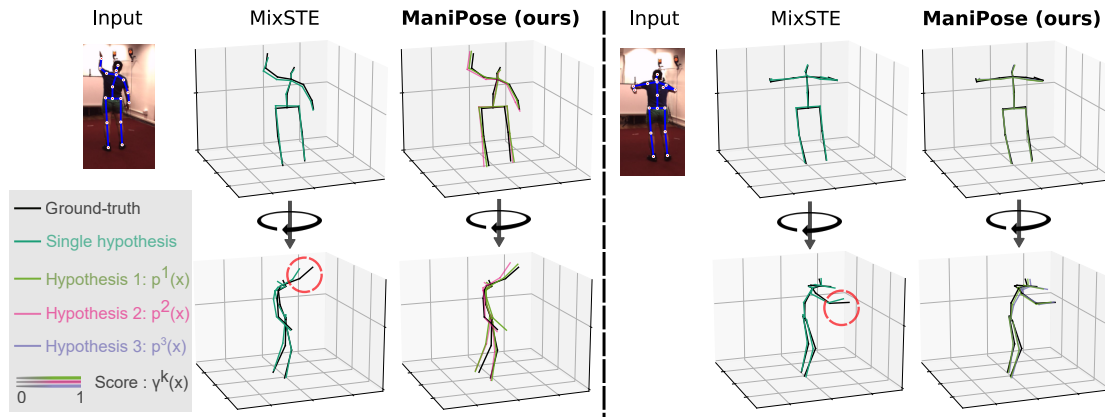 Input MixSTE ManiPose (ours) Input MixSTE ManiPose (ours)
Ground-truth
Single hypothesis
Hypothesis 1: p¹(x)
Hypothesis 2: p²(x)
Hypothesis 3: p³(x)
Score : γᵏ(x)
0 1